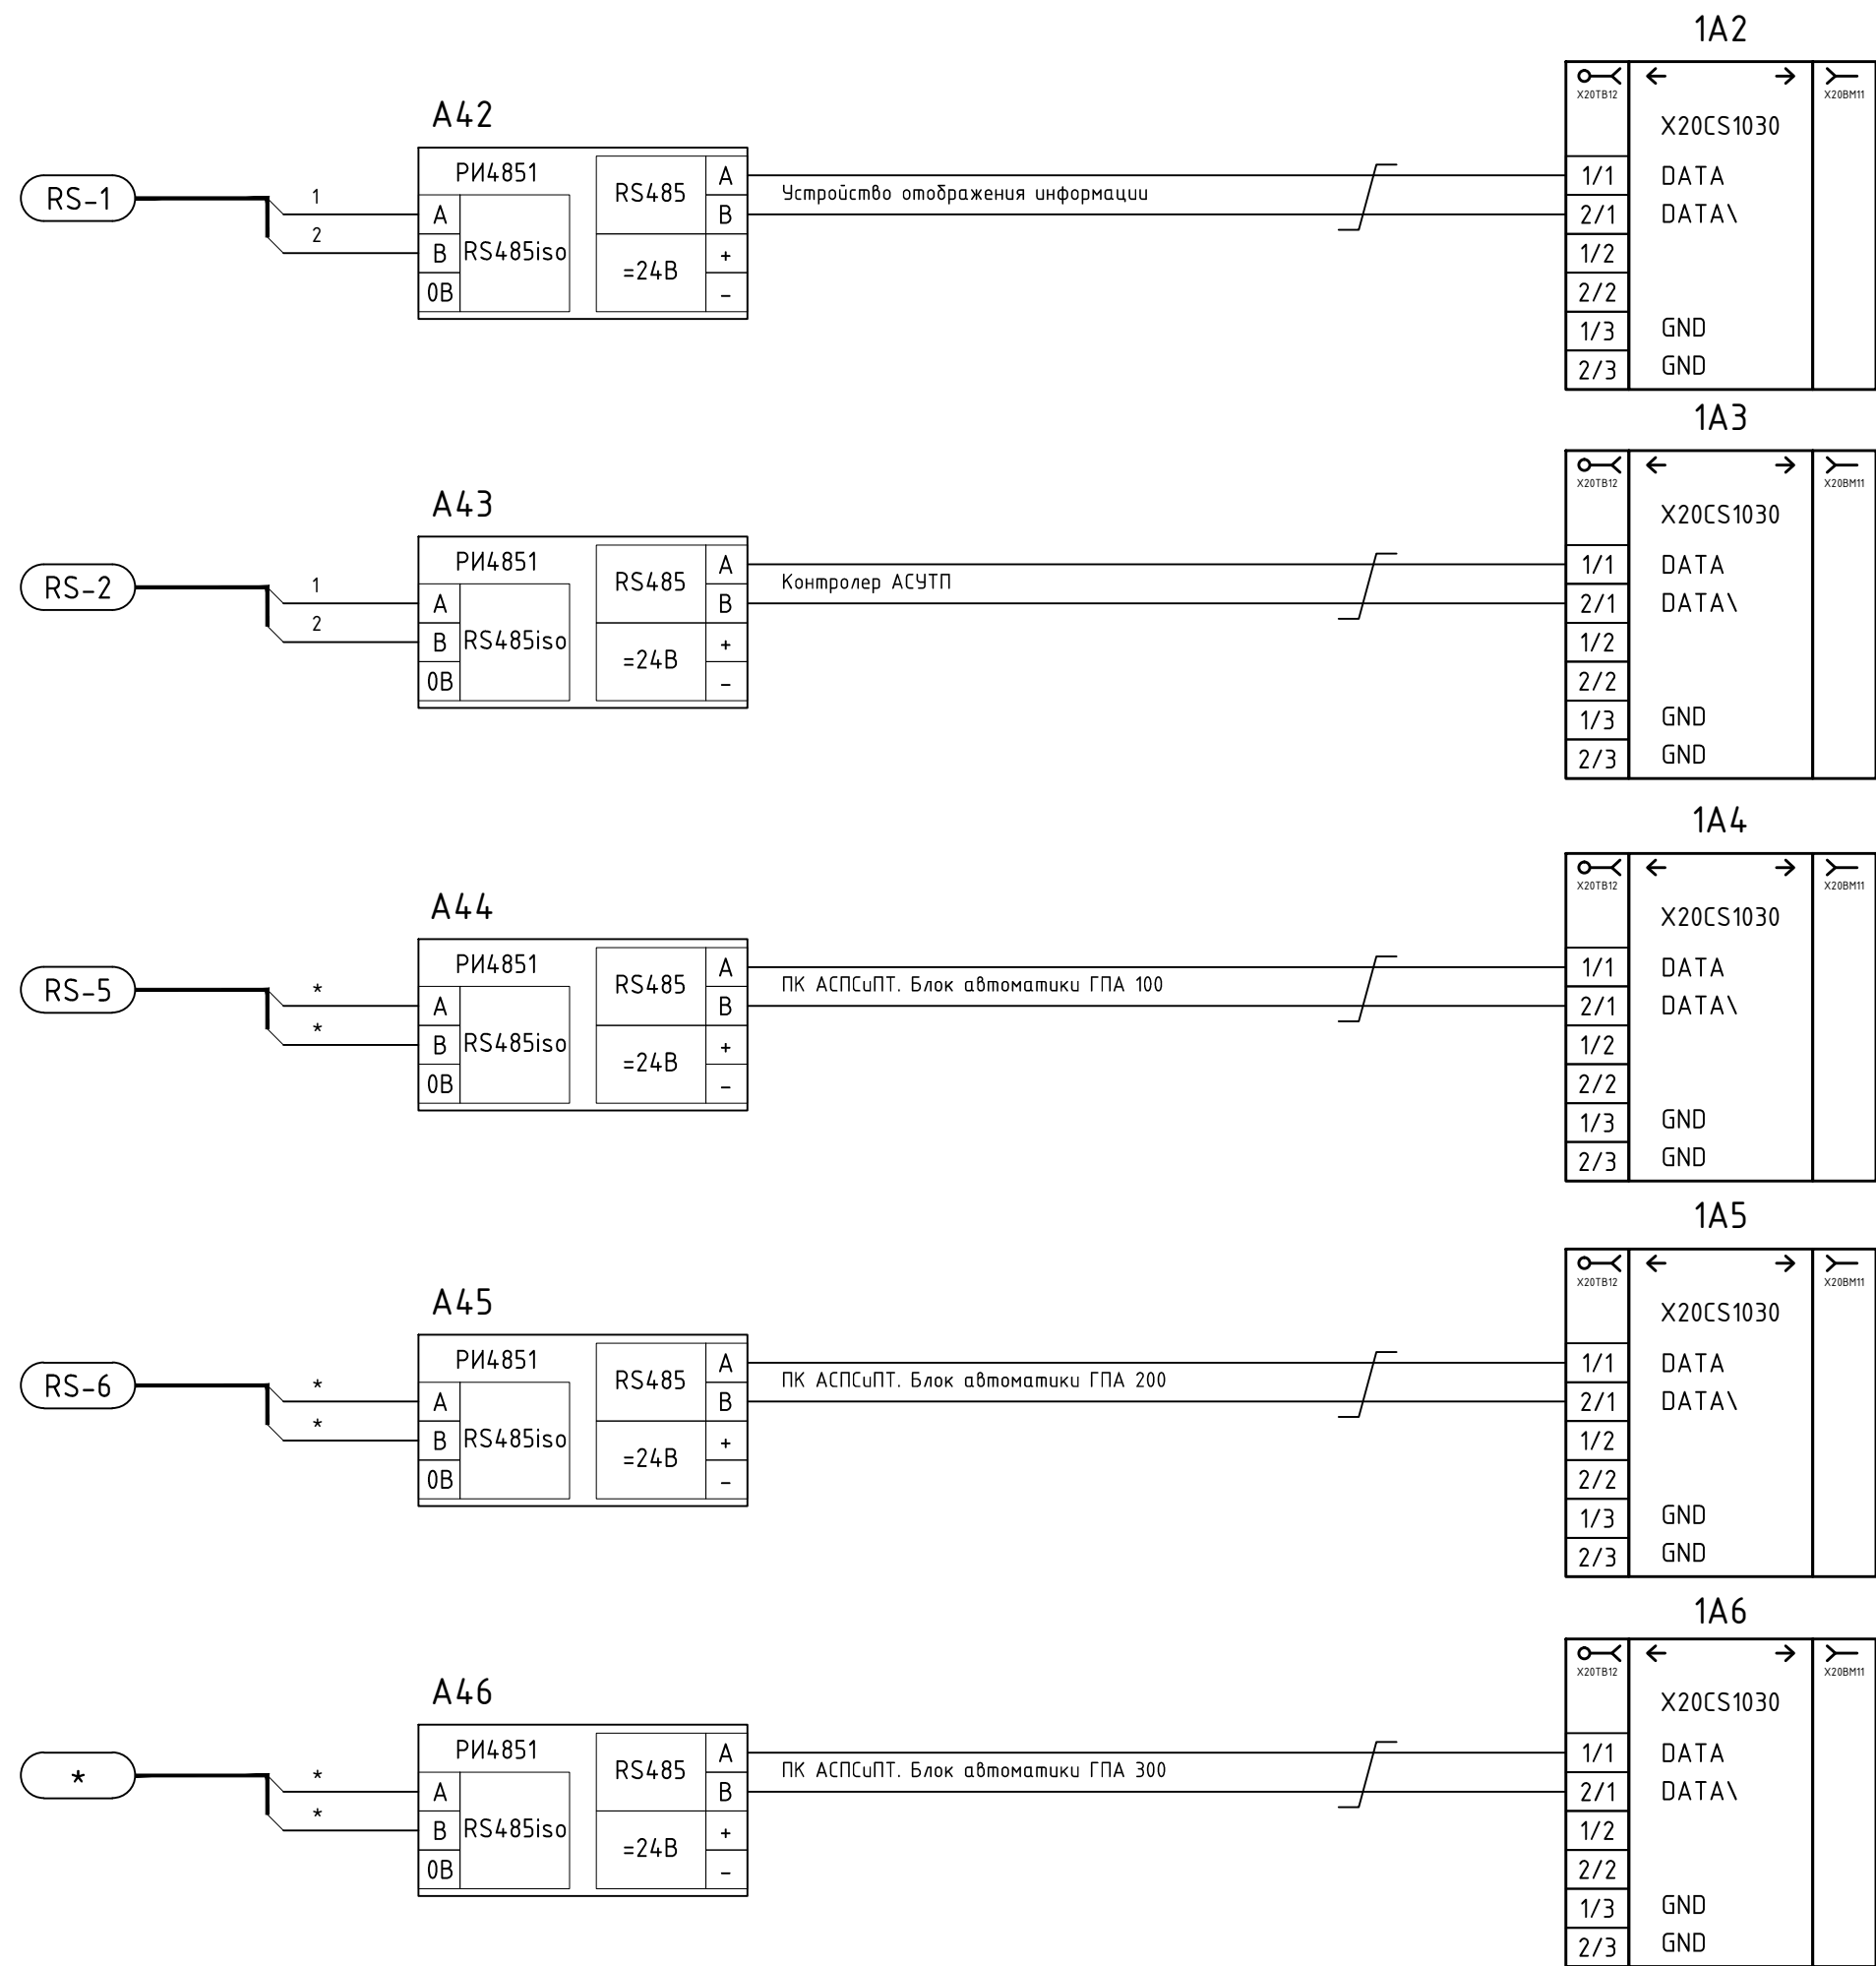 1A2
X20TB12
X20BM11
X20CS1030
A42
РИ4851
RS485
A
1/1
DATA
RS-1
1
Устройство отображения информации
A
B
2/1
DATA\
2
B
RS485iso
=24В
+
1/2
0В
-
2/2
1/3
GND
2/3
GND
1A3
X20TB12
X20BM11
X20CS1030
A43
РИ4851
RS485
A
1/1
DATA
RS-2
1
Контролер АСУТП
A
B
2/1
DATA\
2
B
RS485iso
=24В
+
1/2
0В
-
2/2
1/3
GND
2/3
GND
1A4
X20TB12
X20BM11
X20CS1030
A44
РИ4851
RS485
A
1/1
DATA
RS-5
*
ПК АСПСиПТ. Блок автоматики ГПА 100
A
B
2/1
DATA\
*
B
RS485iso
=24В
+
1/2
0В
-
2/2
1/3
GND
2/3
GND
1A5
X20TB12
X20BM11
X20CS1030
A45
РИ4851
RS485
A
1/1
DATA
RS-6
*
ПК АСПСиПТ. Блок автоматики ГПА 200
A
B
2/1
DATA\
*
B
RS485iso
=24В
+
1/2
0В
-
2/2
1/3
GND
2/3
GND
1A6
X20TB12
X20BM11
X20CS1030
A46
РИ4851
RS485
A
1/1
DATA
*
*
ПК АСПСиПТ. Блок автоматики ГПА 300
A
B
2/1
DATA\
*
B
RS485iso
=24В
+
1/2
0В
-
2/2
1/3
GND
2/3
GND